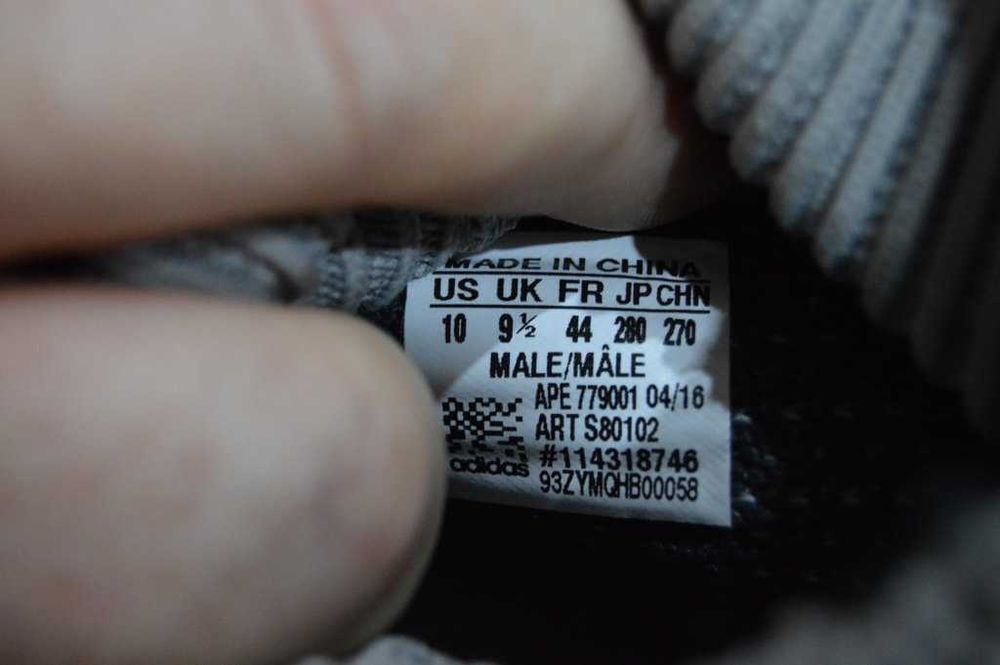 MADE IN CHINA
US UK FR JP CHN
10 9½ 44 280 270
MALE/MÂLE
APE 779001 04/16
ART S80102
adidas #114318746
93ZYMQHB00058